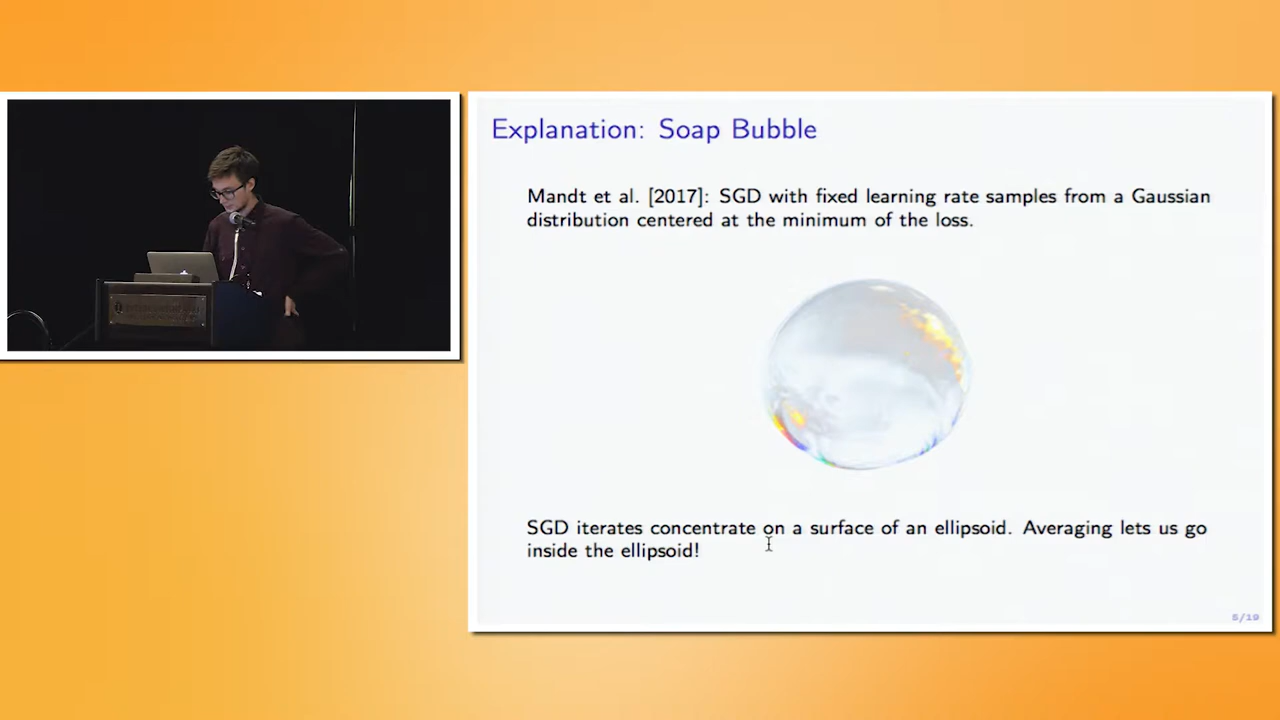 Explanation: Soap Bubble
Mandt et al. [2017]: SGD with fixed learning rate samples from a Gaussian
distribution centered at the minimum of the loss.
SGD iterates concentrate on a surface of an ellipsoid. Averaging lets us go
inside the ellipsoid!
5/19